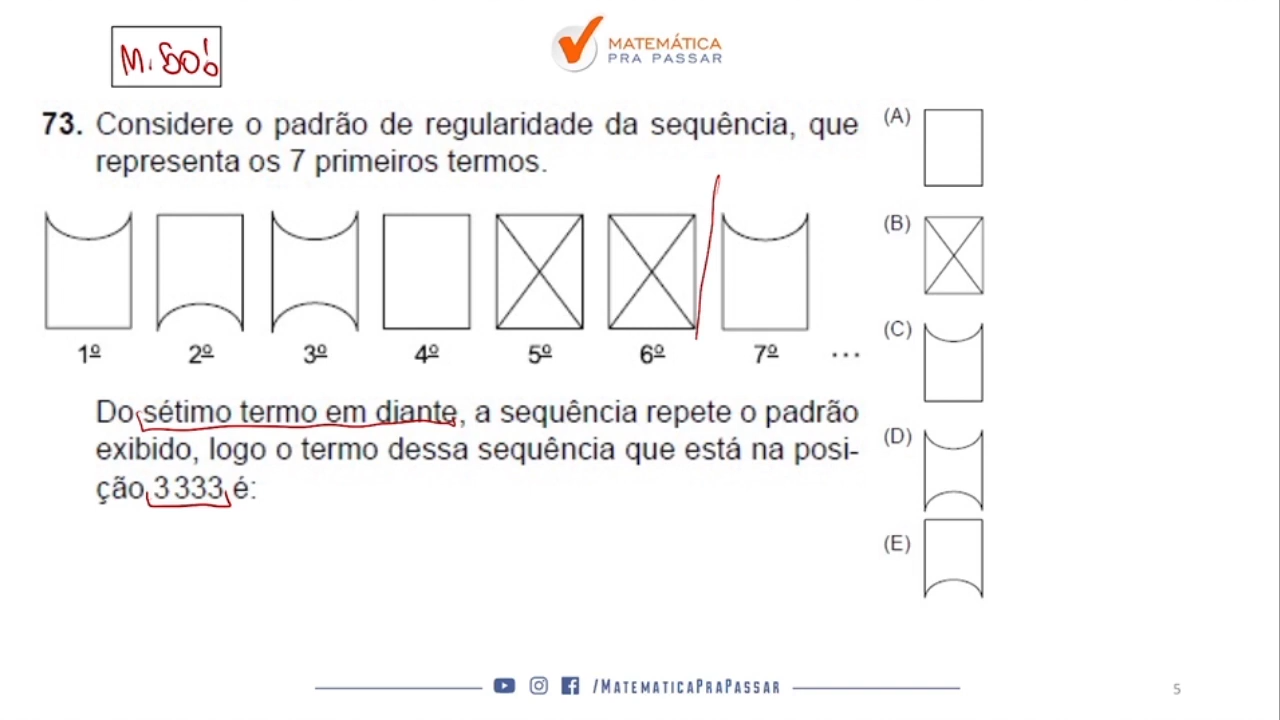 M. SO!
MATEMÁTICA
PRA PASSAR
73. Considere o padrão de regularidade da sequência, que
representa os 7 primeiros termos.
1º 2º 3º 4º 5º 6º 7º ...
Do sétimo termo em diante, a sequência repete o padrão
exibido, logo o termo dessa sequência que está na posi-
ção 3 333 é:
(A)
(B)
(C)
(D)
(E)
/MATEMATICAPRAPASSAR
5